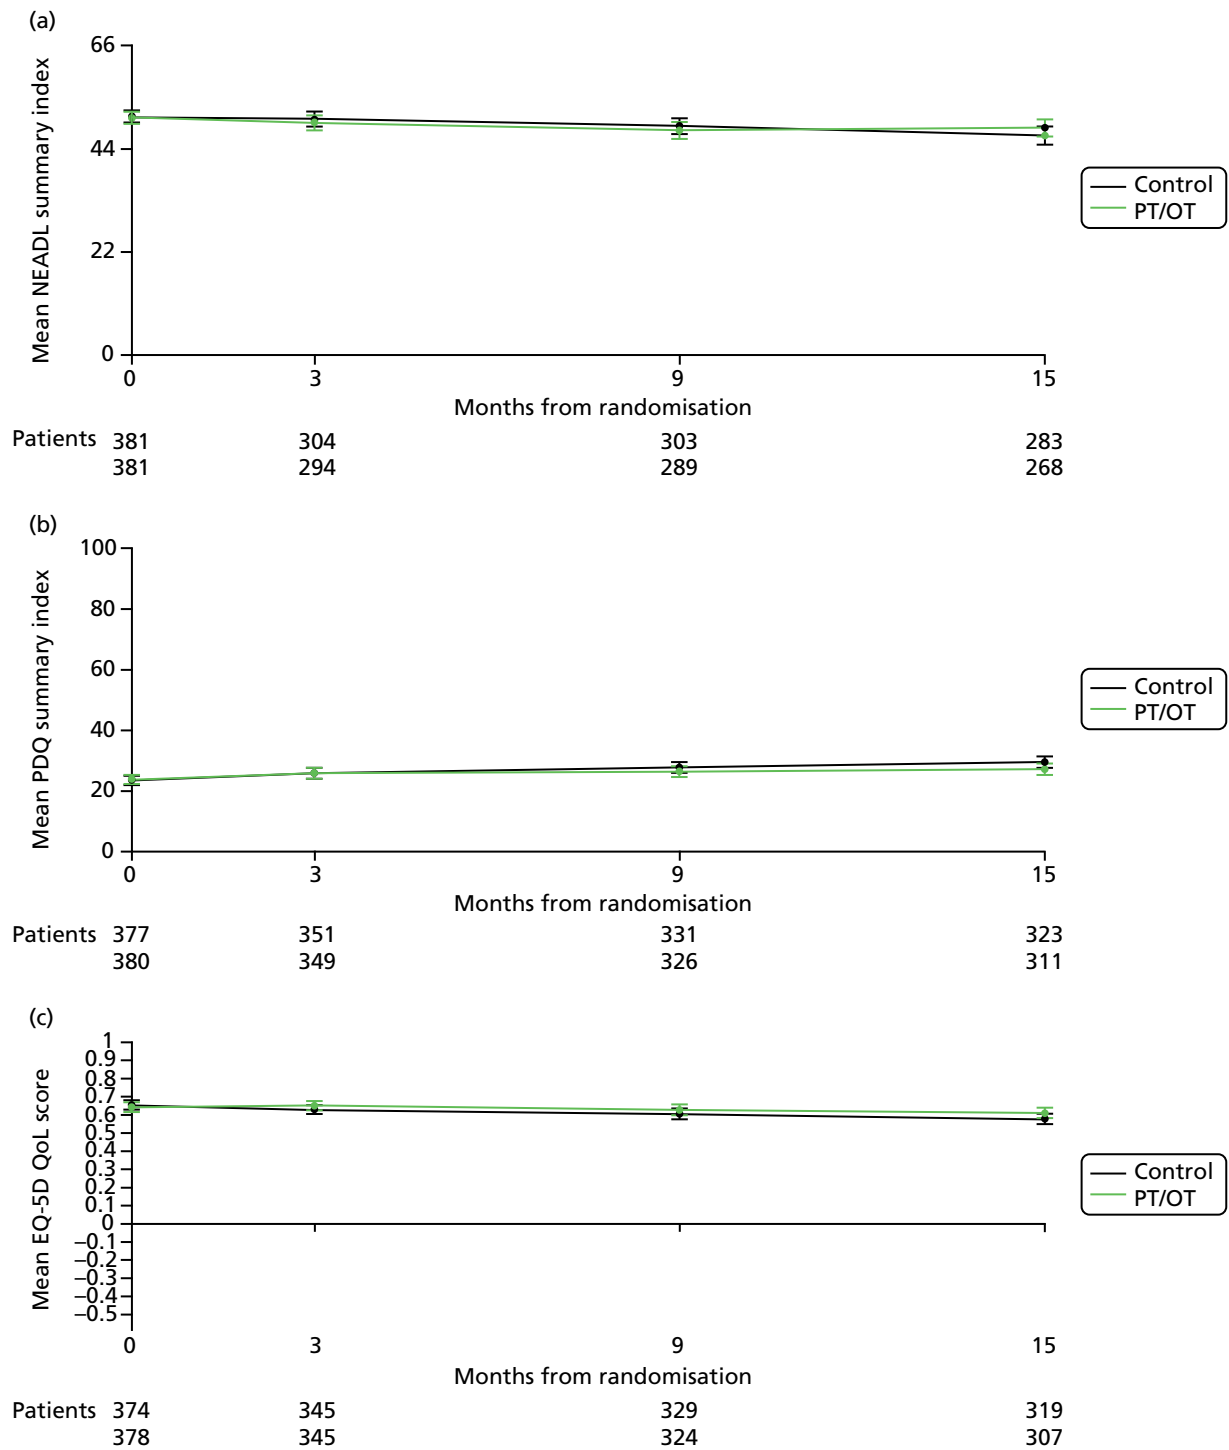 (a)
Mean NEADL summary index
66
44
22
0
0 3 9 15
Months from randomisation
Patients 381 304 303 283
381 294 289 268
Control
PT/OT
(b)
Mean PDQ summary index
100
80
60
40
20
0
0 3 9 15
Months from randomisation
Patients 377 351 331 323
380 349 326 311
Control
PT/OT
(c)
Mean EQ-5D QoL score
1
0.9
0.8
0.7
0.6
0.5
0.4
0.3
0.2
0.1
0
−0.1
−0.2
−0.3
−0.4
−0.5
0 3 9 15
Months from randomisation
Patients 374 345 329 319
378 345 324 307
Control
PT/OT